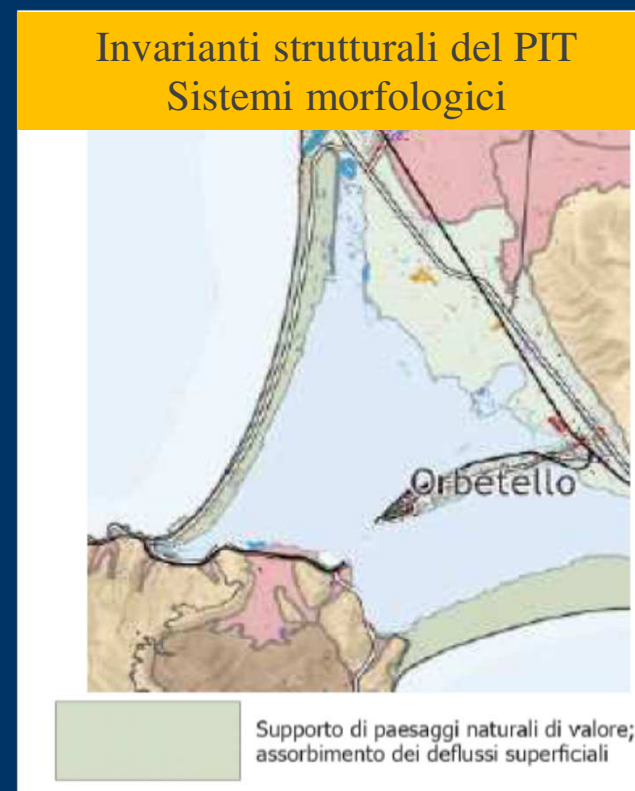 Invarianti strutturali del PIT
Sistemi morfologici
Orbetello
Supporto di paesaggi naturali di valore;
assorbimento dei deflussi superficiali